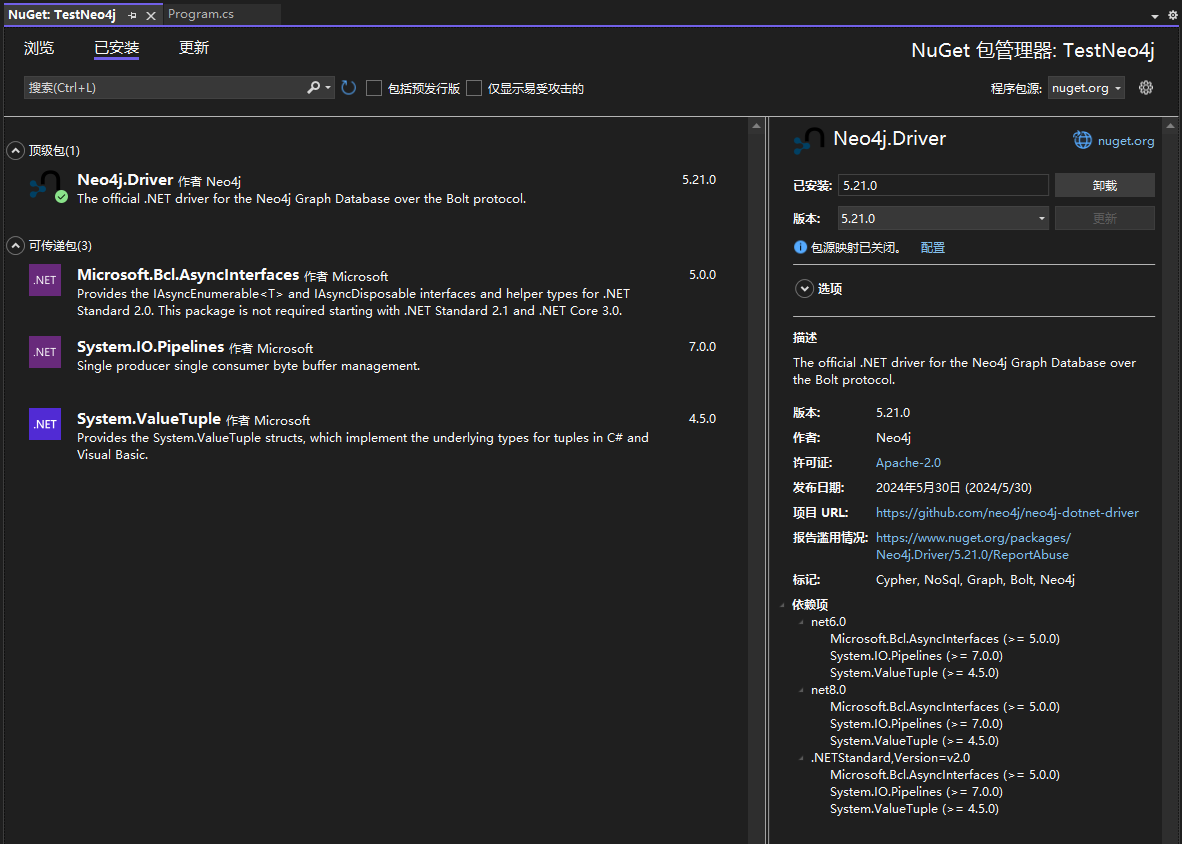 NuGet: TestNeo4j
Program.cs
浏览
已安装
更新
NuGet 包管理器: TestNeo4j
搜索(Ctrl+L)
包括预发行版
仅显示易受攻击的
程序包源:
nuget.org
顶级包(1)
Neo4j.Driver 作者 Neo4j
5.21.0
The official .NET driver for the Neo4j Graph Database over the Bolt protocol.
可传递包(3)
.NET
Microsoft.Bcl.AsyncInterfaces 作者 Microsoft
5.0.0
Provides the IAsyncEnumerable<T> and IAsyncDisposable interfaces and helper types for .NET
Standard 2.0. This package is not required starting with .NET Standard 2.1 and .NET Core 3.0.
.NET
System.IO.Pipelines 作者 Microsoft
7.0.0
Single producer single consumer byte buffer management.
.NET
System.ValueTuple 作者 Microsoft
4.5.0
Provides the System.ValueTuple structs, which implement the underlying types for tuples in C# and
Visual Basic.
Neo4j.Driver
nuget.org
已安装:
5.21.0
卸载
版本:
5.21.0
更新
包源映射已关闭。
配置
选项
描述
The official .NET driver for the Neo4j Graph Database over
the Bolt protocol.
版本: 5.21.0
作者: Neo4j
许可证: Apache-2.0
发布日期: 2024年5月30日 (2024/5/30)
项目 URL: https://github.com/neo4j/neo4j-dotnet-driver
报告滥用情况: https://www.nuget.org/packages/
Neo4j.Driver/5.21.0/ReportAbuse
标记: Cypher, NoSql, Graph, Bolt, Neo4j
依赖项
net6.0
Microsoft.Bcl.AsyncInterfaces (>= 5.0.0)
System.IO.Pipelines (>= 7.0.0)
System.ValueTuple (>= 4.5.0)
net8.0
Microsoft.Bcl.AsyncInterfaces (>= 5.0.0)
System.IO.Pipelines (>= 7.0.0)
System.ValueTuple (>= 4.5.0)
.NETStandard,Version=v2.0
Microsoft.Bcl.AsyncInterfaces (>= 5.0.0)
System.IO.Pipelines (>= 7.0.0)
System.ValueTuple (>= 4.5.0)